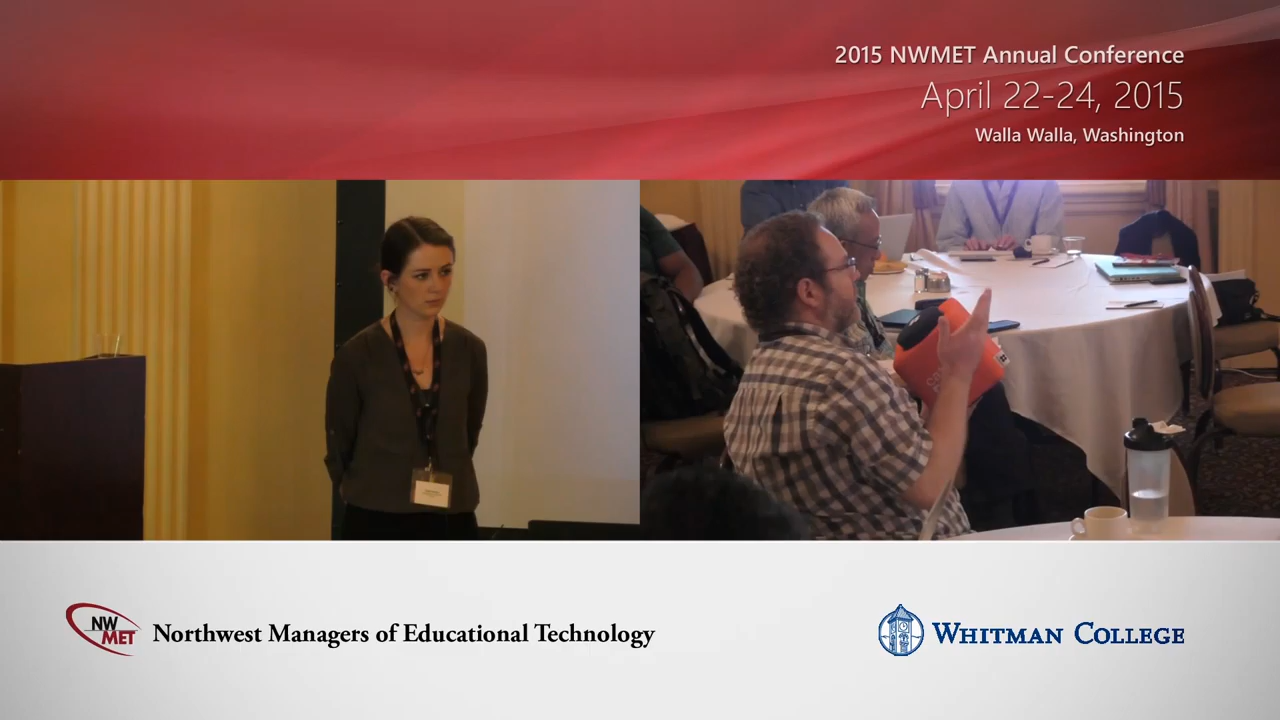 2015 NWMET Annual Conference
April 22-24, 2015
Walla Walla, Washington
NW
MET
Northwest Managers of Educational Technology
WHITMAN COLLEGE